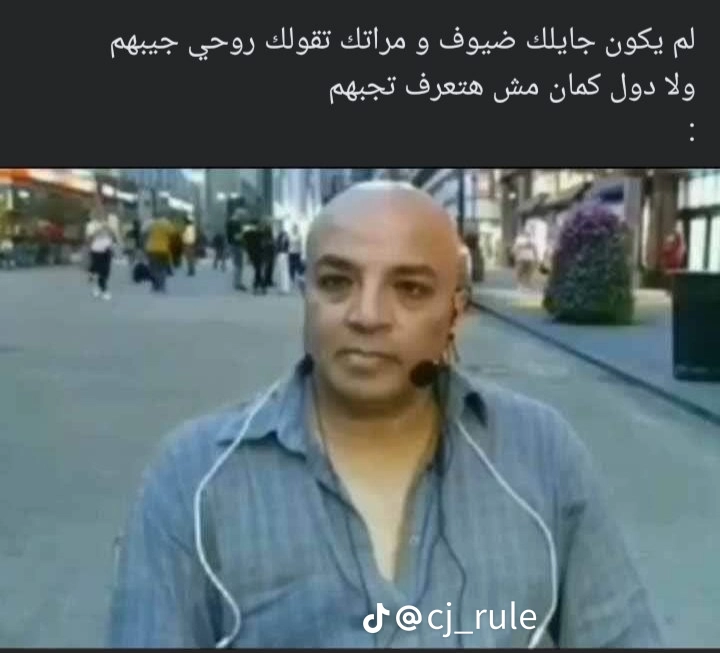 لم يكون جايلك ضيوف و مراتك تقولك روحي جيبهم
ولا دول كمان مش هتعرف تجبهم
:
@cj_rule